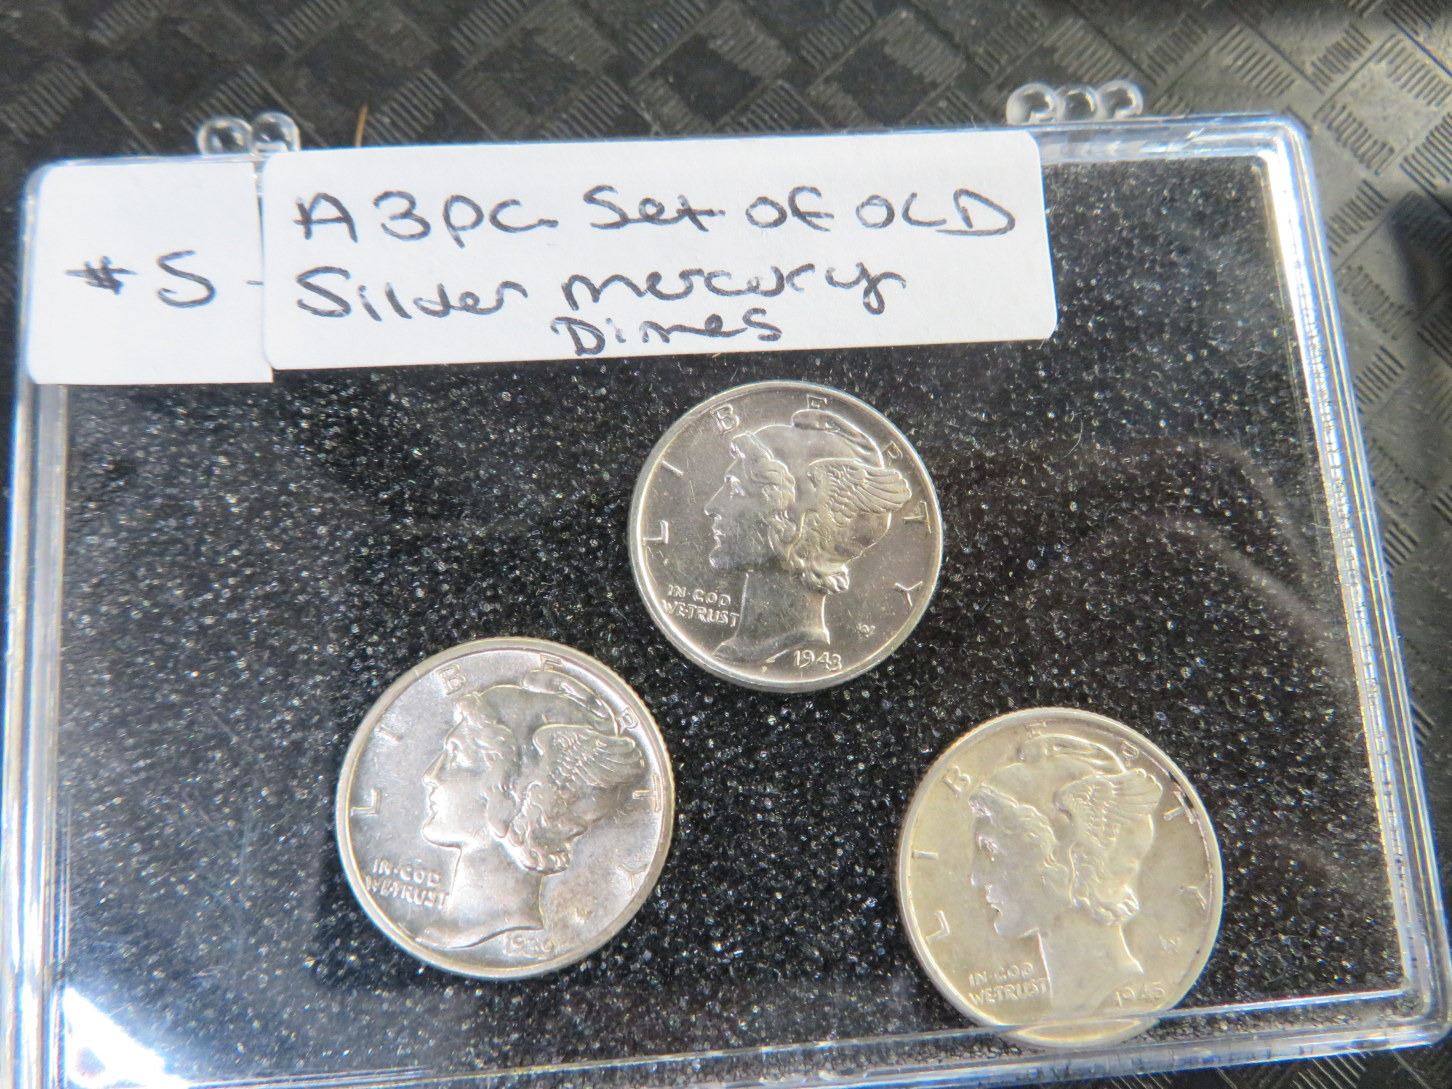 #5 -
A 3pc Set of OLD
Silver mercury
Dimes
LIBERTY
IN·GOD
WE·TRUST
1943
LIBERTY
IN·GOD
WE·TRUST
LIBERTY
IN·GOD
WE·TRUST
1945